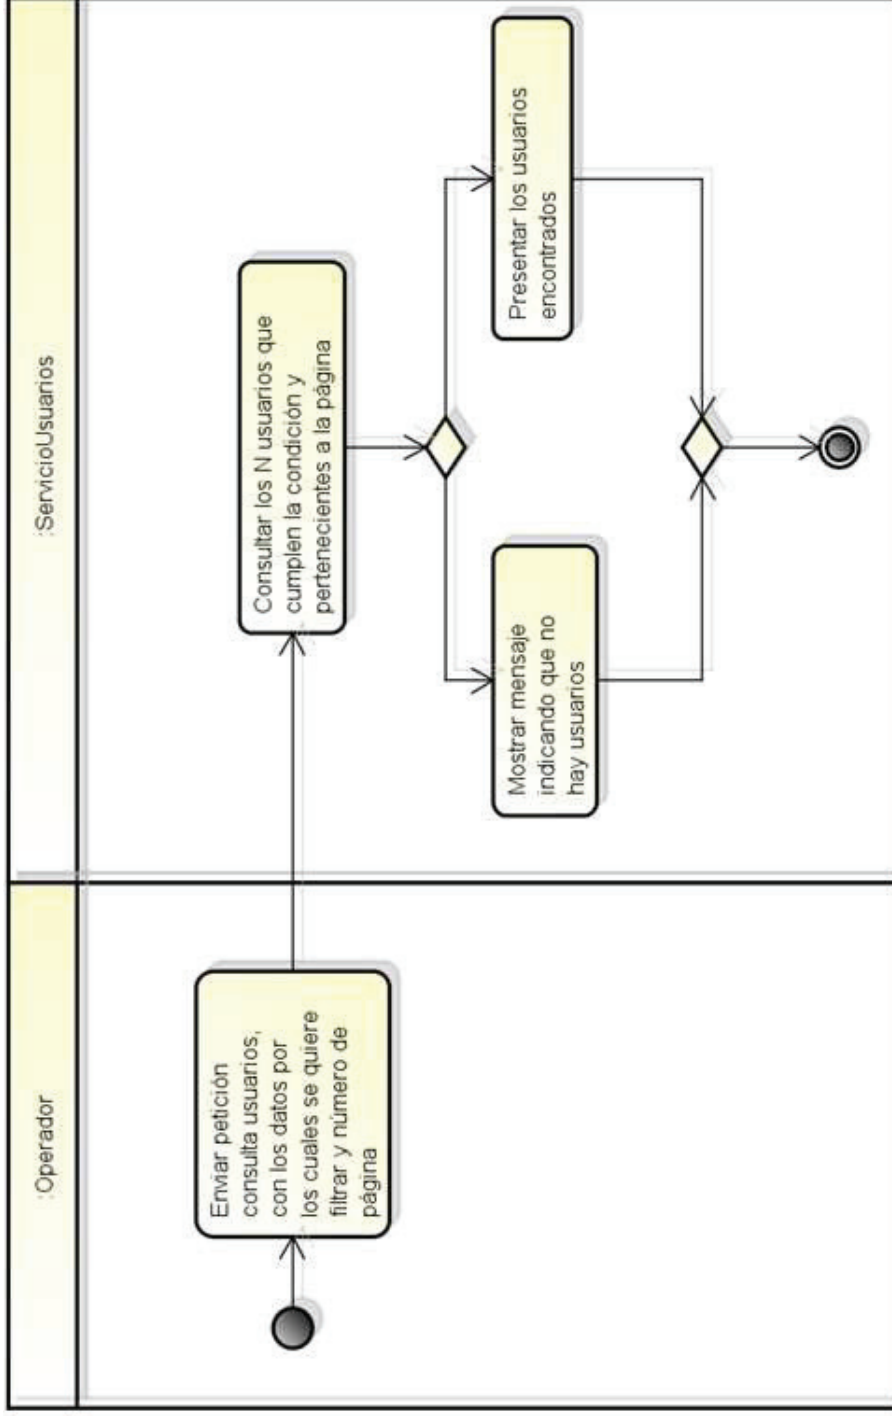 :Operador
:ServicioUsuarios
Enviar petición
consulta usuarios,
con los datos por
los cuales se quiere
filtrar y número de
página
Consultar los N usuarios que
cumplen la condición y
pertenecientes a la página
Mostrar mensaje
indicando que no
hay usuarios
Presentar los usuarios
encontrados